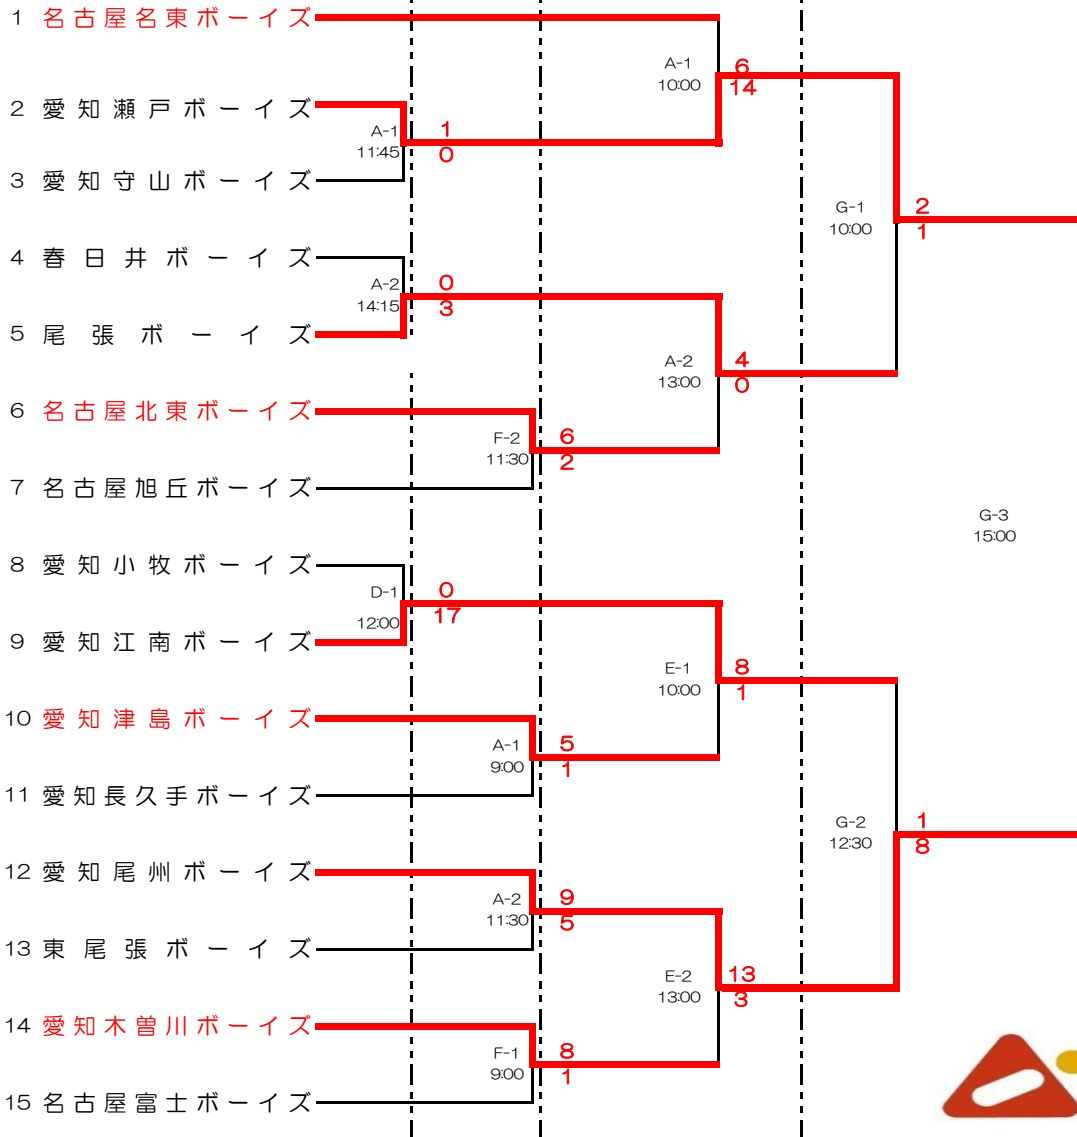 1 名古屋名東ボーイズ
A-1
10:00
6
14
2 愛知瀬戸ボーイズ
A-1
11:45
1
0
3 愛知守山ボーイズ
G-1
10:00
2
1
4 春日井ボーイズ
A-2
14:15
0
3
5 尾張ボーイズ
A-2
13:00
4
0
6 名古屋北東ボーイズ
F-2
11:30
6
2
7 名古屋旭丘ボーイズ
G-3
15:00
8 愛知小牧ボーイズ
D-1
12:00
0
17
9 愛知江南ボーイズ
E-1
10:00
8
1
10 愛知津島ボーイズ
A-1
9:00
5
1
11 愛知長久手ボーイズ
G-2
12:30
1
8
12 愛知尾州ボーイズ
A-2
11:30
9
5
13 東尾張ボーイズ
E-2
13:00
13
3
14 愛知木曽川ボーイズ
F-1
9:00
8
1
15 名古屋富士ボーイズ